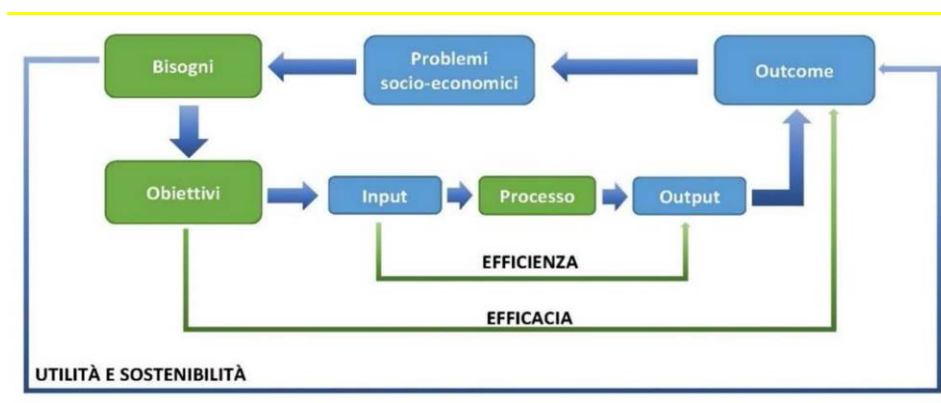 Bisogni
Problemi
socio-economici
Outcome
Obiettivi
Input
Processo
Output
EFFICIENZA
EFFICACIA
UTILITÀ E SOSTENIBILITÀ